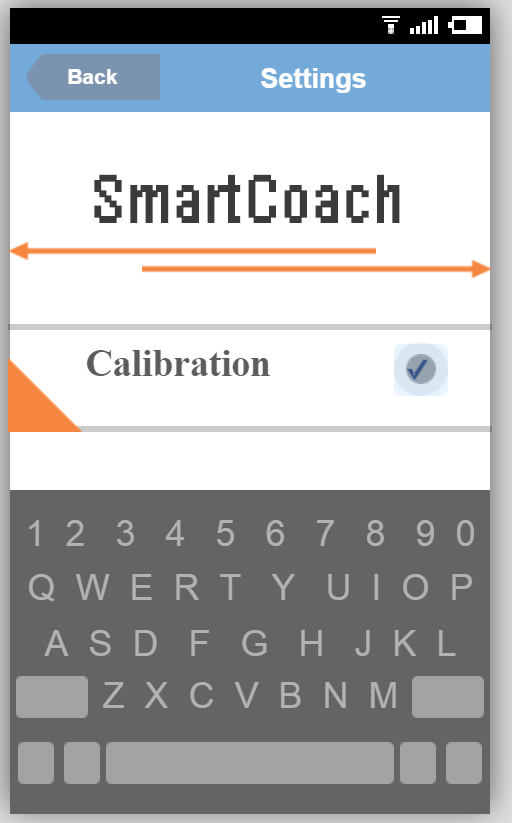 Back Settings
SmartCoach
Calibration
1 2 3 4 5 6 7 8 9 0
Q W E R T Y U I O P
A S D F G H J K L
Z X C V B N M